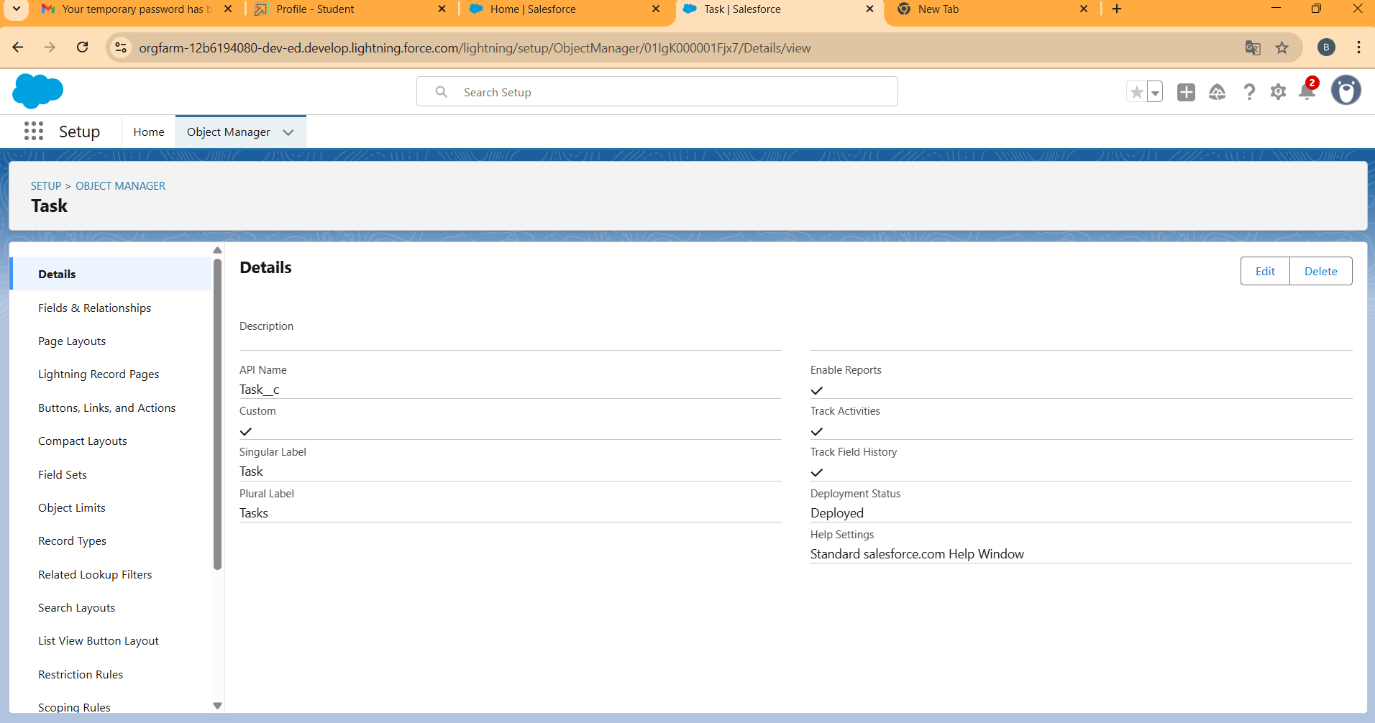 Your temporary password has b
Profile - Student
Home | Salesforce
Task | Salesforce
New Tab
orgfarm-12b6194080-dev-ed.develop.lightning.force.com/lightning/setup/ObjectManager/01IgK000001Fjx7/Details/view
B
Search Setup
2
Setup
Home
Object Manager
SETUP > OBJECT MANAGER
Task
Details
Fields & Relationships
Page Layouts
Lightning Record Pages
Buttons, Links, and Actions
Compact Layouts
Field Sets
Object Limits
Record Types
Related Lookup Filters
Search Layouts
List View Button Layout
Restriction Rules
Scoping Rules
Details
Edit
Delete
Description
API Name
Task__c
Custom
Singular Label
Task
Plural Label
Tasks
Enable Reports
Track Activities
Track Field History
Deployment Status
Deployed
Help Settings
Standard salesforce.com Help Window